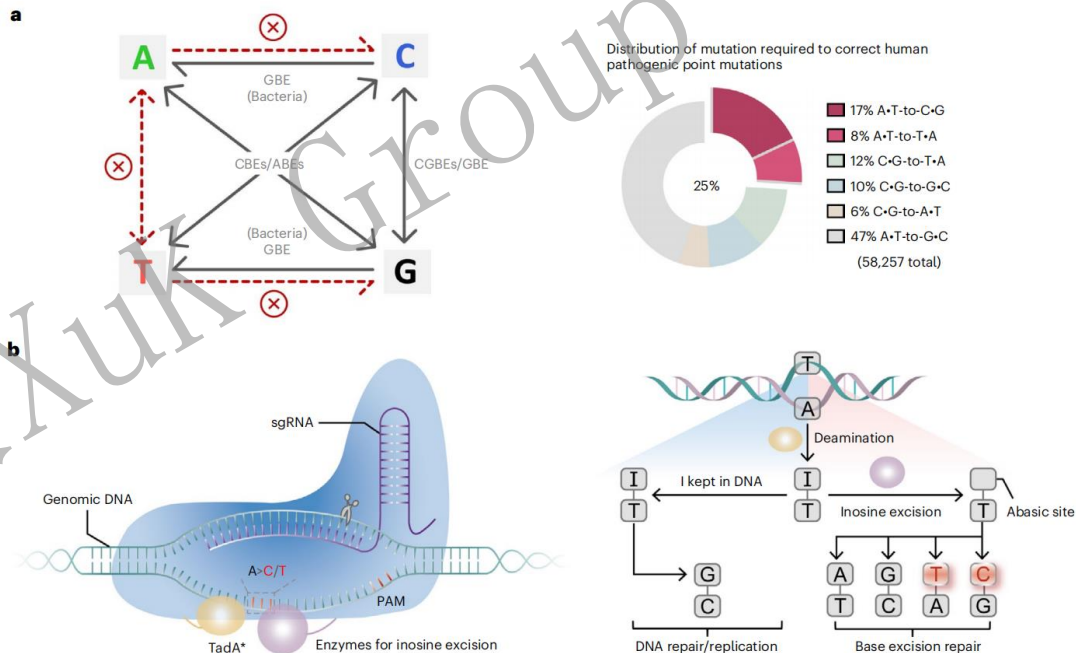 a
A
C
GBE
(Bacteria)
CBEs/ABEs
CGBEs/GBE
(Bacteria)
GBE
T
G
Distribution of mutation required to correct human
pathogenic point mutations
25%
17% A•T-to-C•G
8% A•T-to-T•A
12% C•G-to-T•A
10% C•G-to-G•C
6% C•G-to-A•T
47% A•T-to-G•C
(58,257 total)
XuK Group
b
sgRNA
Genomic DNA
A>C/T
PAM
TadA*
Enzymes for inosine excision
T
A
Deamination
I
T
I kept in DNA
I
T
Inosine excision
T
Abasic site
G
C
A
T
G
C
T
A
C
G
DNA repair/replication
Base excision repair